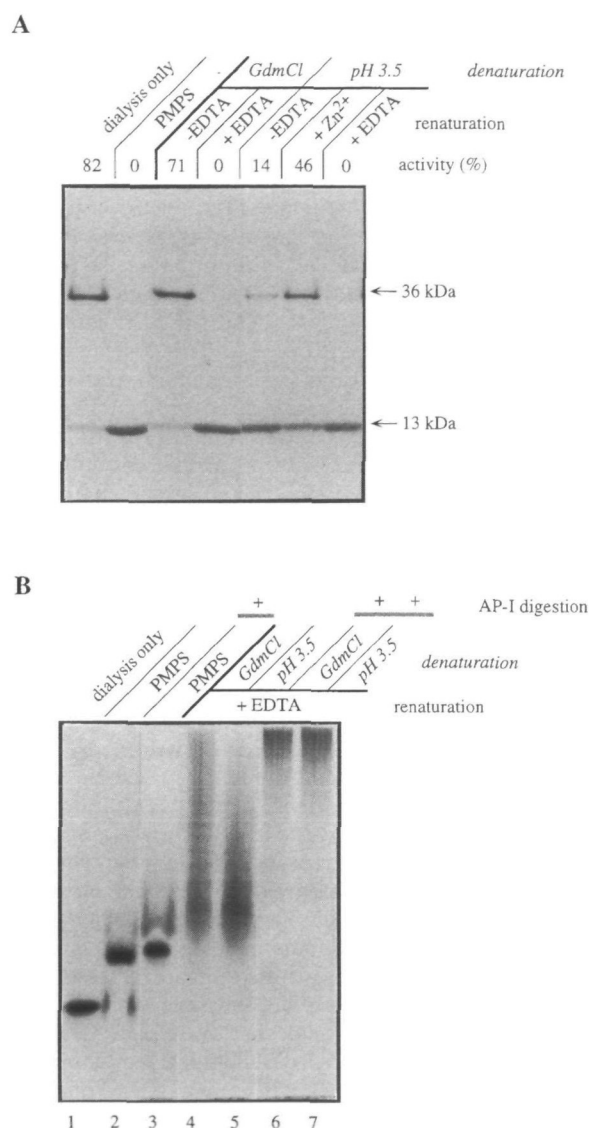 A
dialysis only
PMPS
GdmCl
pH 3.5
denaturation
-EDTA
+ EDTA
-EDTA
+ Zn2+
+ EDTA
renaturation
82
0
71
0
14
46
0
activity (%)
← 36 kDa
← 13 kDa
B
+
+
+
AP-I digestion
dialysis only
PMPS
PMPS
GdmCl
pH 3.5
GdmCl
pH 3.5
denaturation
+ EDTA
renaturation
1 2 3 4 5 6 7